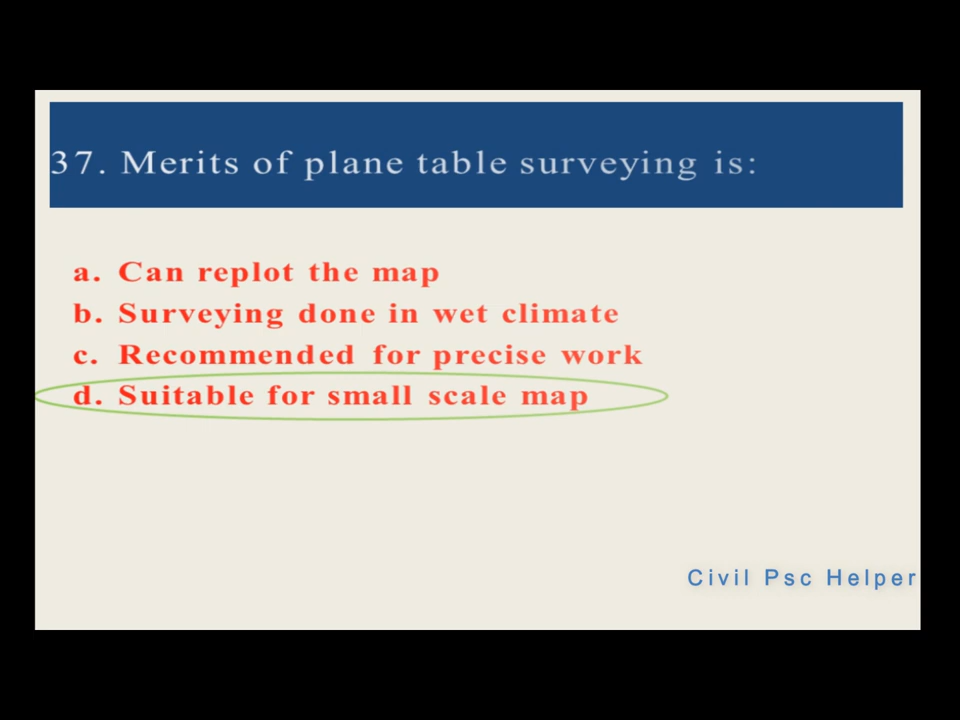 37. Merits of plane table surveying is:
a. Can replot the map
b. Surveying done in wet climate
c. Recommended for precise work
d. Suitable for small scale map
Civil Psc Helper